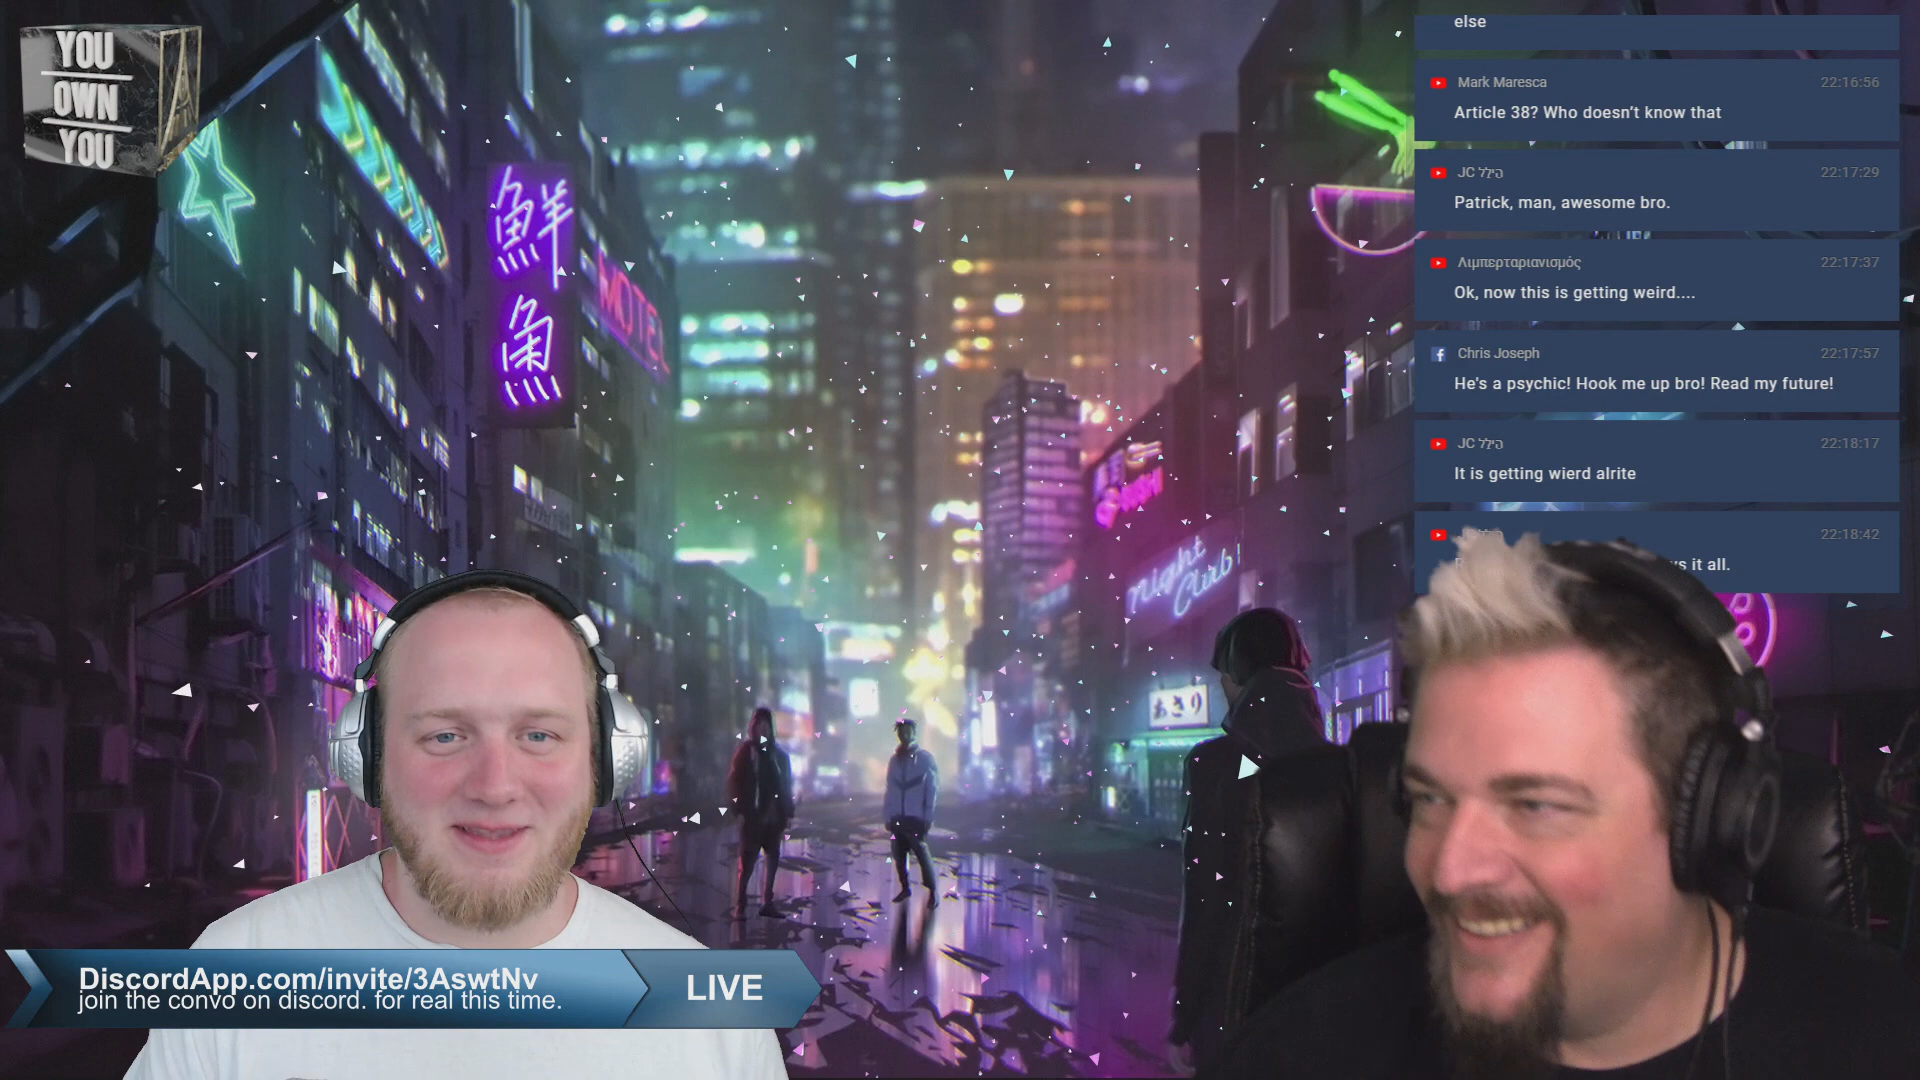 YOU
OWN
YOU
鮮
魚
MOTEL
night
Club!
あさり
else
Mark Maresca
22:16:56
Article 38? Who doesn't know that
JC הילל
22:17:29
Patrick, man, awesome bro.
Λιμπερταριανισμός
22:17:37
Ok, now this is getting weird....
Chris Joseph
22:17:57
He's a psychic! Hook me up bro! Read my future!
JC הילל
22:18:17
It is getting wierd alrite
22:18:42
it all.
DiscordApp.com/invite/3AswtNv
join the convo on discord. for real this time.
LIVE